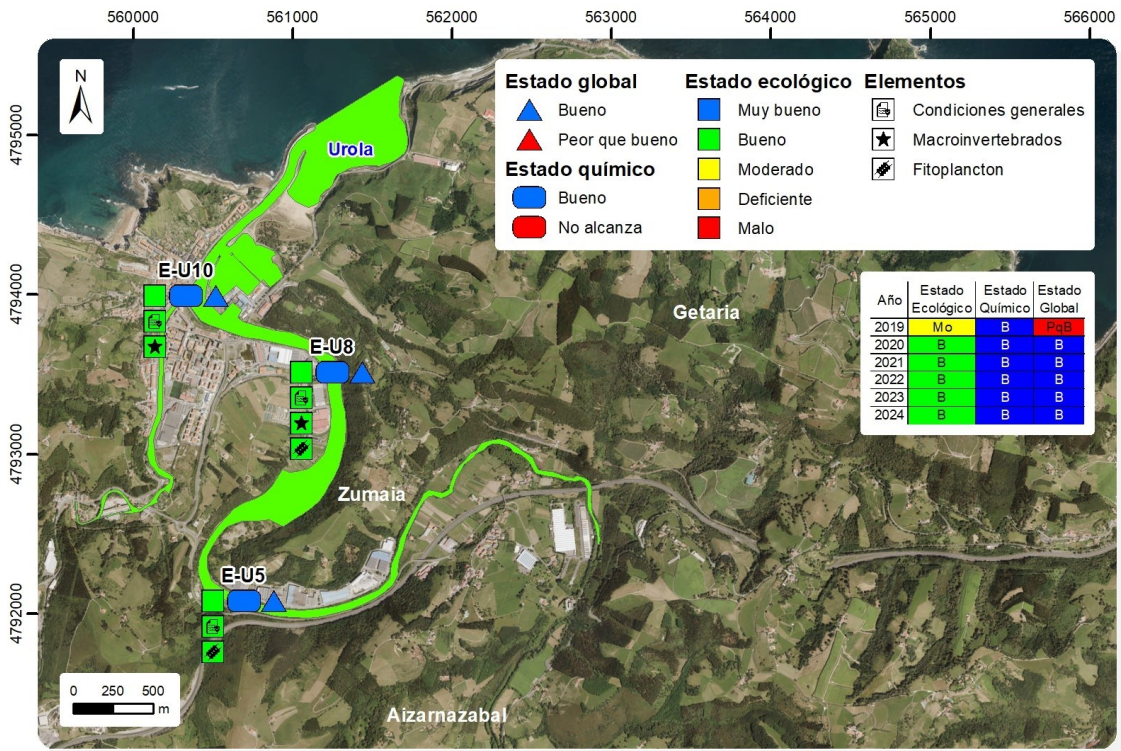 560000 561000 562000 563000 564000 565000 566000
4795000
4794000
4793000
4792000
N
Estado global
Bueno
Peor que bueno
Estado químico
Bueno
No alcanza
Estado ecológico
Muy bueno
Bueno
Moderado
Deficiente
Malo
Elementos
Condiciones generales
Macroinvertebrados
Fitoplancton
Urola
E-U10
Getaria
E-U8
Zumaia
E-U5
Aizarnazabal
Año Estado Ecológico Estado Químico Estado Global
2019 Mo B PqB
2020 B B B
2021 B B B
2022 B B B
2023 B B B
2024 B B B
0 250 500
m